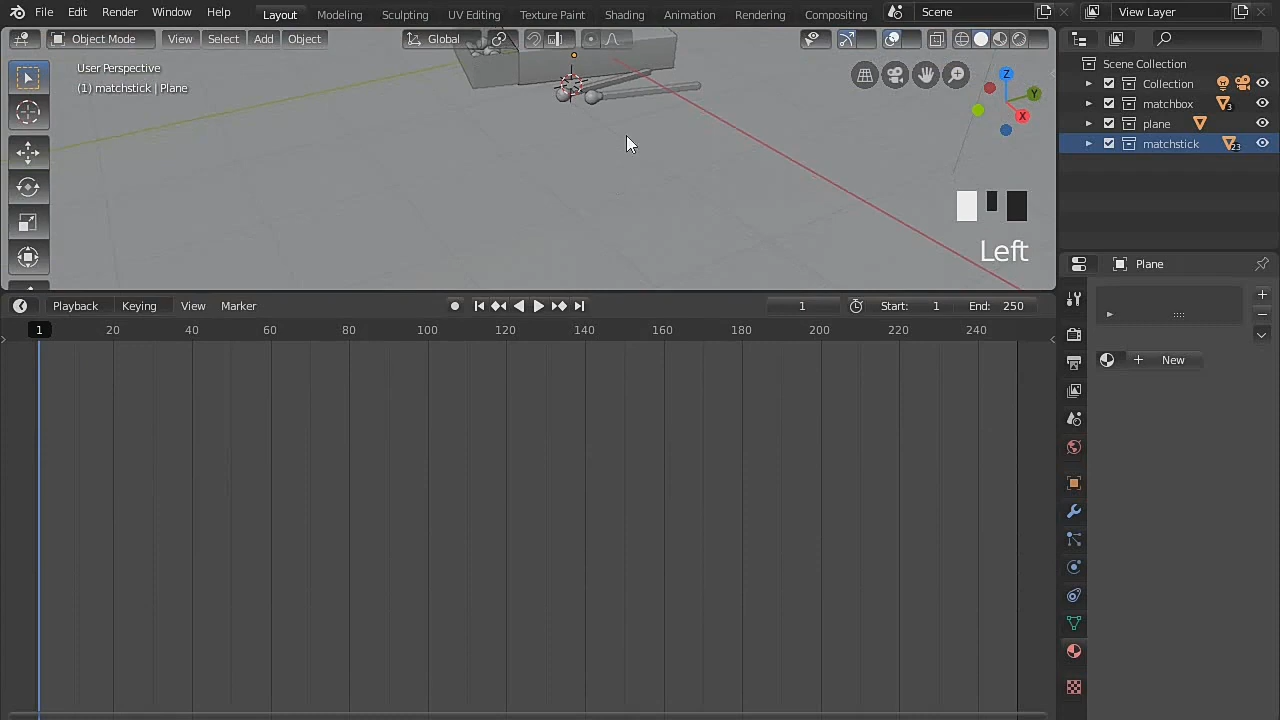 File Edit Render Window Help Layout Modeling Sculpting UV Editing Texture Paint Shading Animation Rendering Compositing Scene View Layer
Object Mode View Select Add Object Global
User Perspective
(1) matchstick | Plane
Z
Y
X
Left
Scene Collection
Collection
matchbox 3
plane
matchstick 23
Plane
New
Playback Keying View Marker 1 Start: 1 End: 250
1 20 40 60 80 100 120 140 160 180 200 220 240